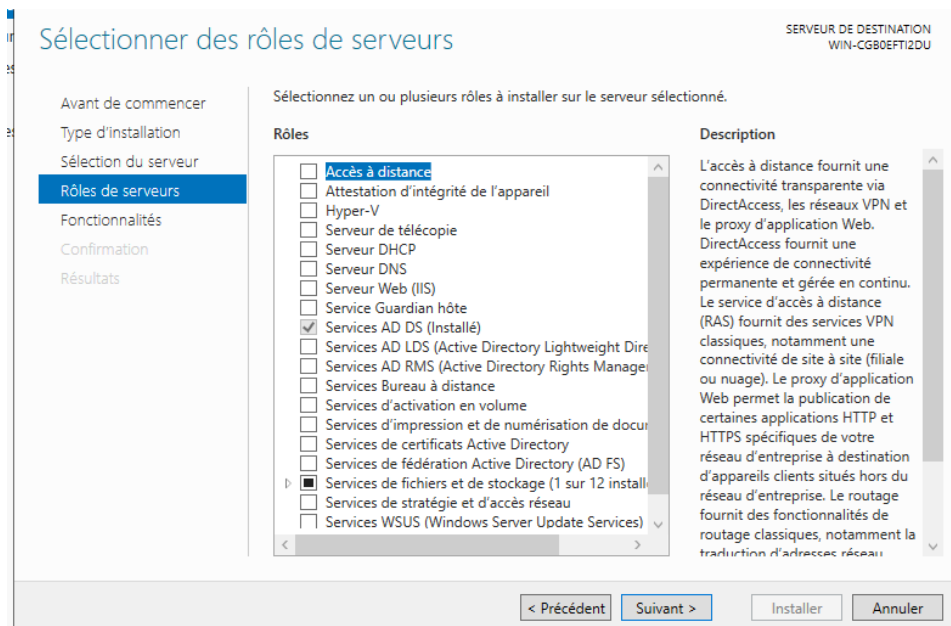 Sélectionner des rôles de serveurs
SERVEUR DE DESTINATION
WIN-CGB0EFTI2DU
Avant de commencer
Type d'installation
Sélection du serveur
Rôles de serveurs
Fonctionnalités
Confirmation
Résultats
Sélectionnez un ou plusieurs rôles à installer sur le serveur sélectionné.
Rôles
Accès à distance
Attestation d'intégrité de l'appareil
Hyper-V
Serveur de télécopie
Serveur DHCP
Serveur DNS
Serveur Web (IIS)
Service Guardian hôte
Services AD DS (Installé)
Services AD LDS (Active Directory Lightweight Dire
Services AD RMS (Active Directory Rights Manage
Services Bureau à distance
Services d'activation en volume
Services d'impression et de numérisation de docu
Services de certificats Active Directory
Services de fédération Active Directory (AD FS)
Services de fichiers et de stockage (1 sur 12 install
Services de stratégie et d'accès réseau
Services WSUS (Windows Server Update Services)
Description
L'accès à distance fournit une
connectivité transparente via
DirectAccess, les réseaux VPN et
le proxy d'application Web.
DirectAccess fournit une
expérience de connectivité
permanente et gérée en continu.
Le service d'accès à distance
(RAS) fournit des services VPN
classiques, notamment une
connectivité de site à site (filiale
ou nuage). Le proxy d'application
Web permet la publication de
certaines applications HTTP et
HTTPS spécifiques de votre
réseau d'entreprise à destination
d'appareils clients situés hors du
réseau d'entreprise. Le routage
fournit des fonctionnalités de
routage classiques, notamment la
traduction d'adresses réseau
< Précédent
Suivant >
Installer
Annuler